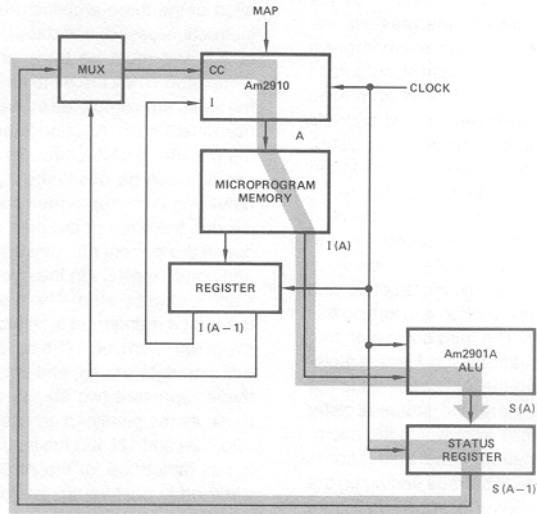 MAP
MUX
CC
Am2910
I
CLOCK
A
MICROPROGRAM
MEMORY
I (A)
REGISTER
I (A−1)
Am2901A
ALU
S (A)
STATUS
REGISTER
S (A−1)